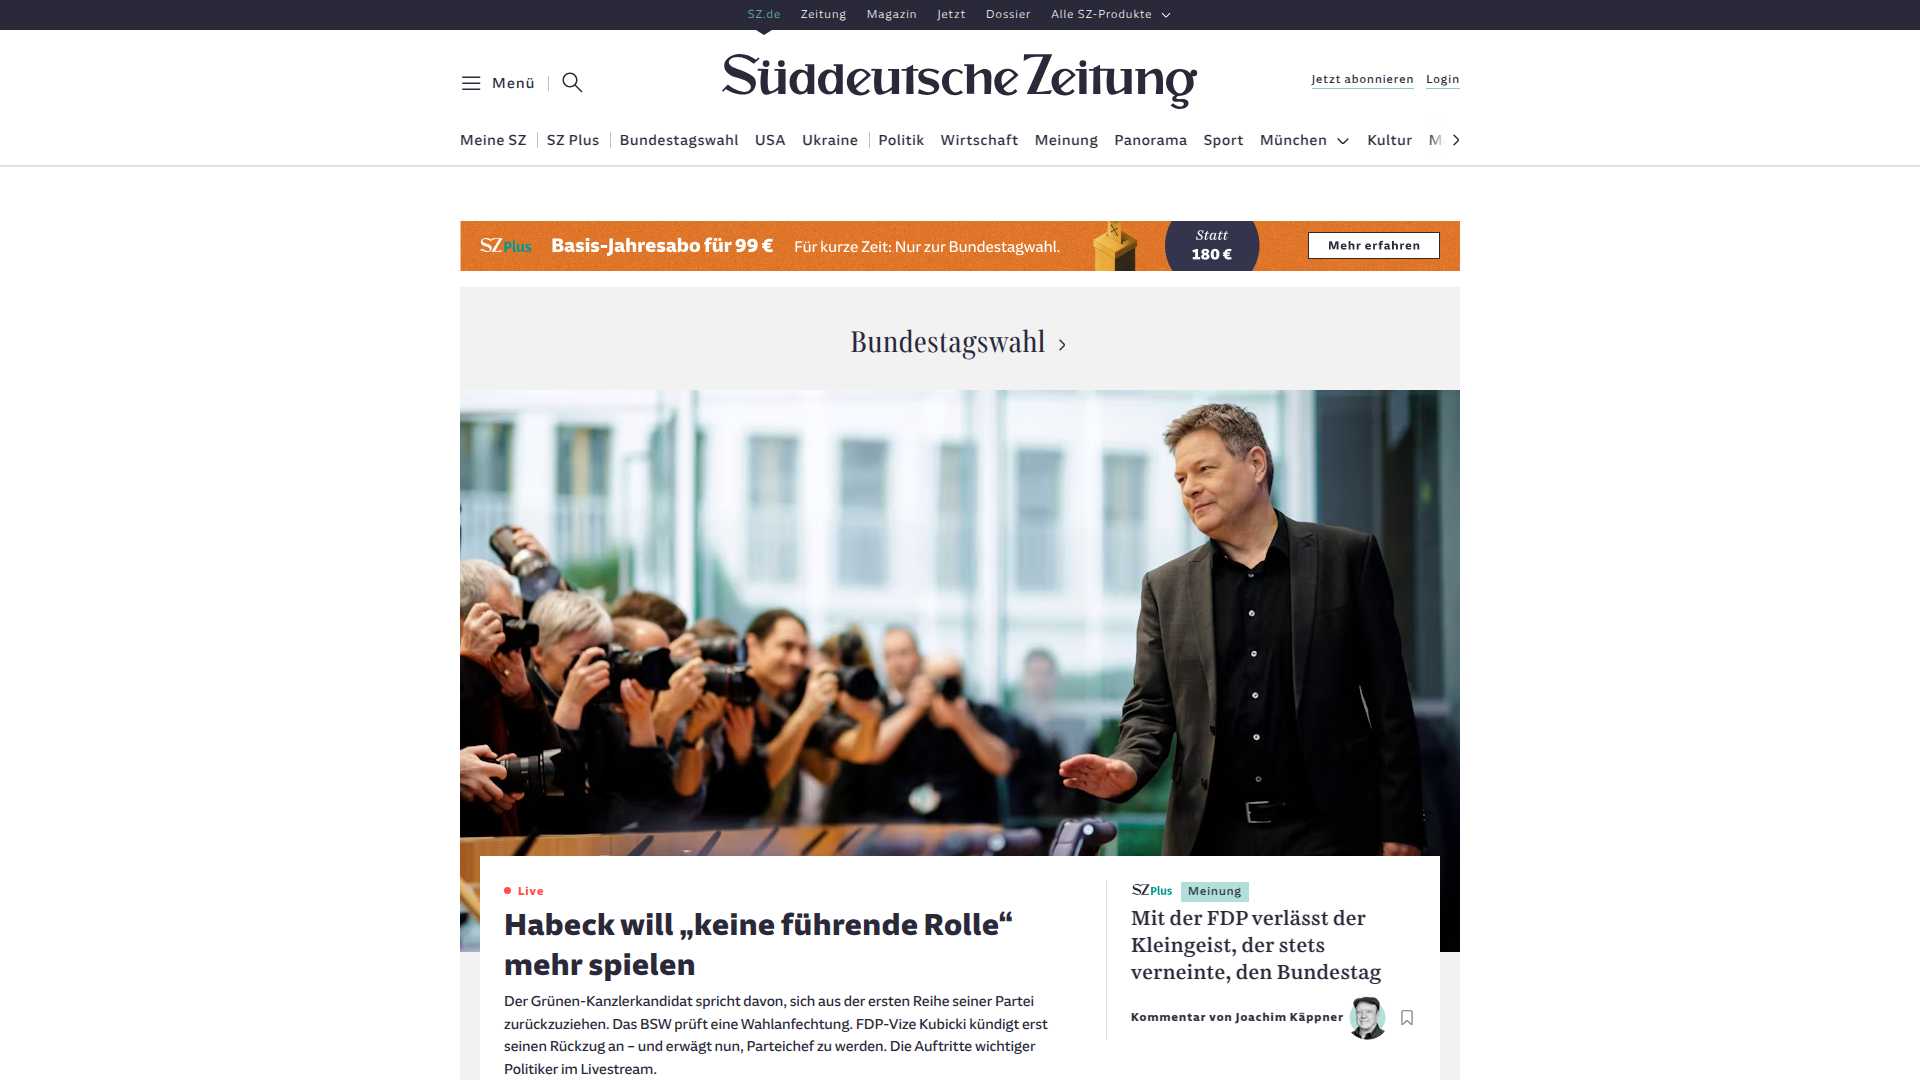 SZ.de Zeitung Magazin Jetzt Dossier Alle SZ-Produkte
Menü
Süddeutsche Zeitung
Jetzt abonnieren Login
Meine SZ SZ Plus Bundestagswahl USA Ukraine Politik Wirtschaft Meinung Panorama Sport München Kultur M
SZ Plus Basis-Jahresabo für 99 € Für kurze Zeit: Nur zur Bundestagwahl.
Statt
180 €
Mehr erfahren
Bundestagswahl
Live
Habeck will „keine führende Rolle“
mehr spielen
Der Grünen-Kanzlerkandidat spricht davon, sich aus der ersten Reihe seiner Partei
zurückzuziehen. Das BSW prüft eine Wahlanfechtung. FDP-Vize Kubicki kündigt erst
seinen Rückzug an – und erwägt nun, Parteichef zu werden. Die Auftritte wichtiger
Politiker im Livestream.
SZ Plus Meinung
Mit der FDP verlässt der
Kleingeist, der stets
verneinte, den Bundestag
Kommentar von Joachim Käppner